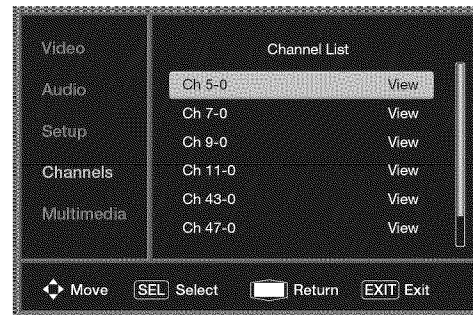 Video
Audio
Setup
Channels
Multimedia
Channel List
Ch 5-0 View
Ch 7-0 View
Ch 9-0 View
Ch 11-0 View
Ch 43-0 View
Ch 47-0 View
Move SEL Select Return EXIT Exit